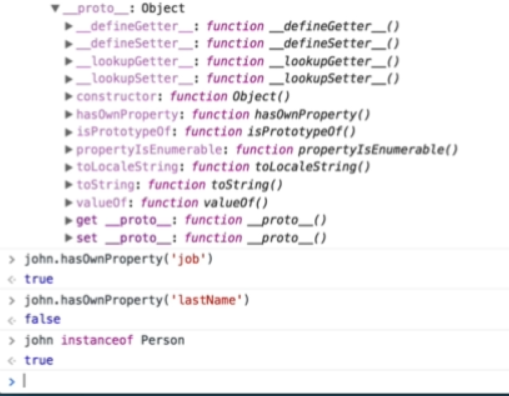 ▼__proto__: Object
▶__defineGetter__: function __defineGetter__()
▶__defineSetter__: function __defineSetter__()
▶__lookupGetter__: function __lookupGetter__()
▶__lookupSetter__: function __lookupSetter__()
▶constructor: function Object()
▶hasOwnProperty: function hasOwnProperty()
▶isPrototypeOf: function isPrototypeOf()
▶propertyIsEnumerable: function propertyIsEnumerable()
▶toLocaleString: function toLocaleString()
▶toString: function toString()
▶valueOf: function valueOf()
▶get __proto__: function __proto__()
▶set __proto__: function __proto__()
> john.hasOwnProperty('job')
< true
> john.hasOwnProperty('lastName')
< false
> john instanceof Person
< true
>